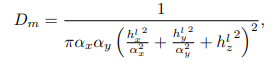 D_m = \frac{1}{\pi \alpha_x \alpha_y \left( \frac{h_x^{l\,2}}{\alpha_x^2} + \frac{h_y^{l\,2}}{\alpha_y^2} + h_z^{l\,2} \right)^2},